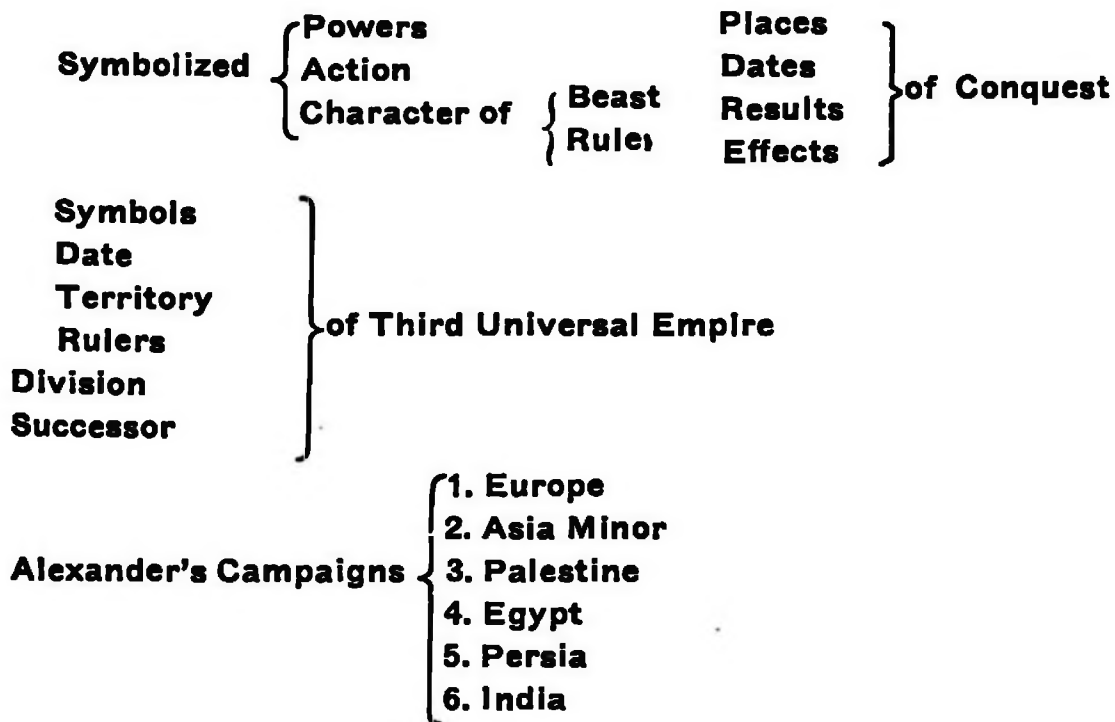 Powers
Symbolized
Action
Character of
Beast
Ruler
Places
Dates
Results
Effects
of Conquest
Symbols
Date
Territory
Rulers
Division
Successor
of Third Universal Empire
Alexander's Campaigns
1. Europe
2. Asia Minor
3. Palestine
4. Egypt
5. Persia
6. India